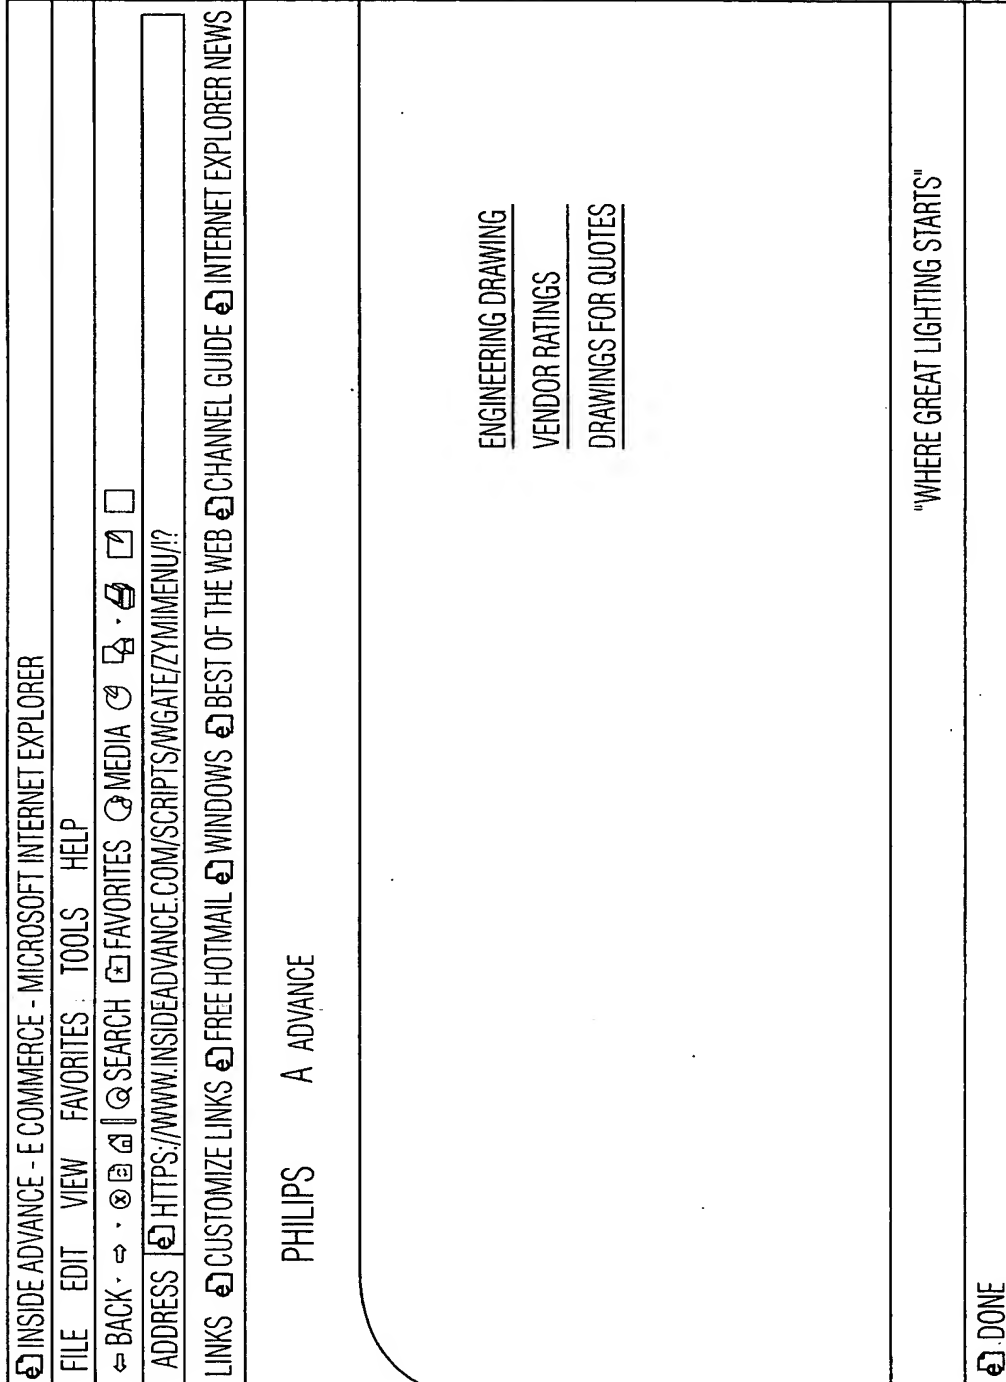 INSIDE ADVANCE - E COMMERCE - MICROSOFT INTERNET EXPLORER
FILE EDIT VIEW FAVORITES TOOLS HELP
BACK SEARCH FAVORITES MEDIA
ADDRESS HTTPS://WWW.INSIDEADVANCE.COM/SCRIPTS/WGATE/ZYMIMENU/!?
LINKS CUSTOMIZE LINKS FREE HOTMAIL WINDOWS BEST OF THE WEB CHANNEL GUIDE INTERNET EXPLORER NEWS
PHILIPS A ADVANCE
ENGINEERING DRAWING
VENDOR RATINGS
DRAWINGS FOR QUOTES
"WHERE GREAT LIGHTING STARTS"
DONE